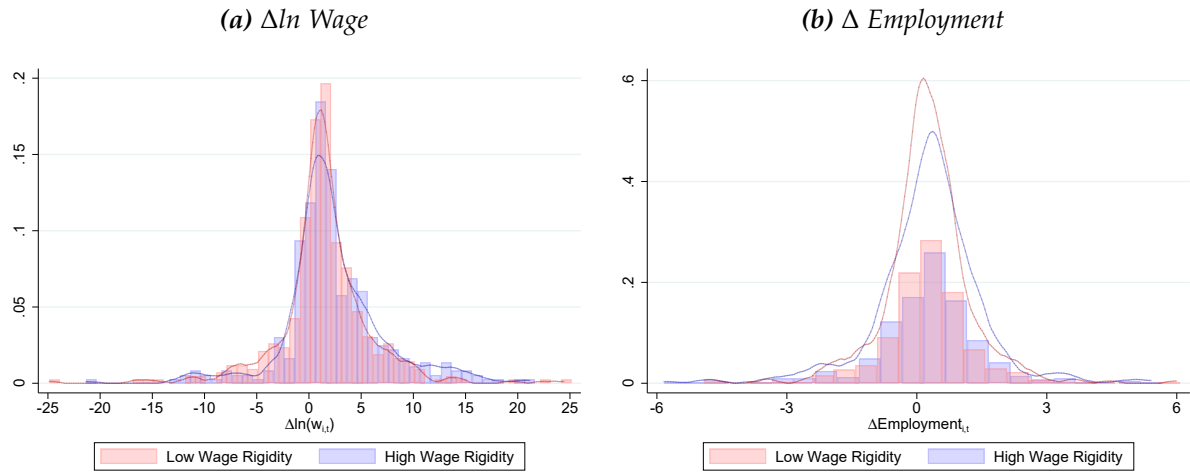 (a) Δln Wage
(b) Δ Employment
.2
.15
.1
.05
0
-25 -20 -15 -10 -5 0 5 10 15 20 25
Δln(wi,t)
Low Wage Rigidity High Wage Rigidity
.6
.4
.2
0
-6 -3 0 3 6
ΔEmploymenti,t
Low Wage Rigidity High Wage Rigidity